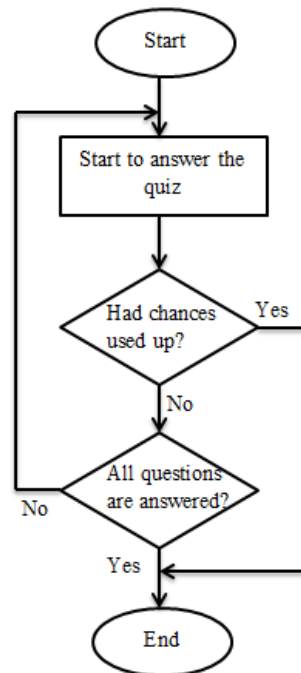 Start
Start to answer the
quiz
Had chances
used up?
Yes
No
All questions
are answered?
No
Yes
End